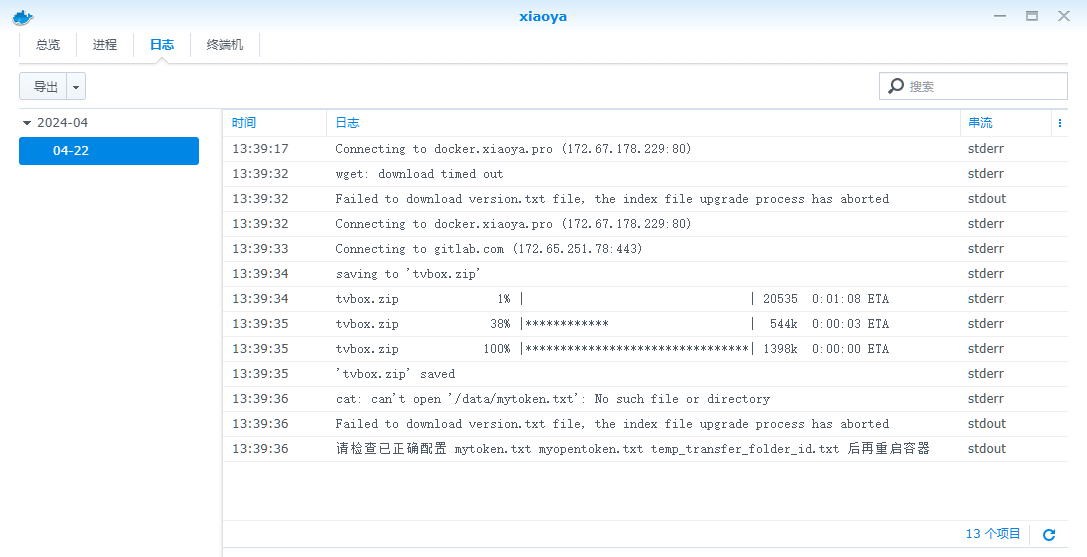 xiaoya
总览 进程 日志 终端机
导出 搜索
2024-04
04-22
时间 日志 串流
13:39:17 Connecting to docker.xiaoya.pro (172.67.178.229:80) stderr
13:39:32 wget: download timed out stderr
13:39:32 Failed to download version.txt file, the index file upgrade process has aborted stdout
13:39:32 Connecting to docker.xiaoya.pro (172.67.178.229:80) stderr
13:39:33 Connecting to gitlab.com (172.65.251.78:443) stderr
13:39:34 saving to 'tvbox.zip' stderr
13:39:34 tvbox.zip 1% | | 20535 0:01:08 ETA stderr
13:39:35 tvbox.zip 38% |************ | 544k 0:00:03 ETA stderr
13:39:35 tvbox.zip 100% |********************************| 1398k 0:00:00 ETA stderr
13:39:35 'tvbox.zip' saved stderr
13:39:36 cat: can't open '/data/mytoken.txt': No such file or directory stderr
13:39:36 Failed to download version.txt file, the index file upgrade process has aborted stdout
13:39:36 请检查已正确配置 mytoken.txt myopentoken.txt temp_transfer_folder_id.txt 后再重启容器 stdout
13 个项目